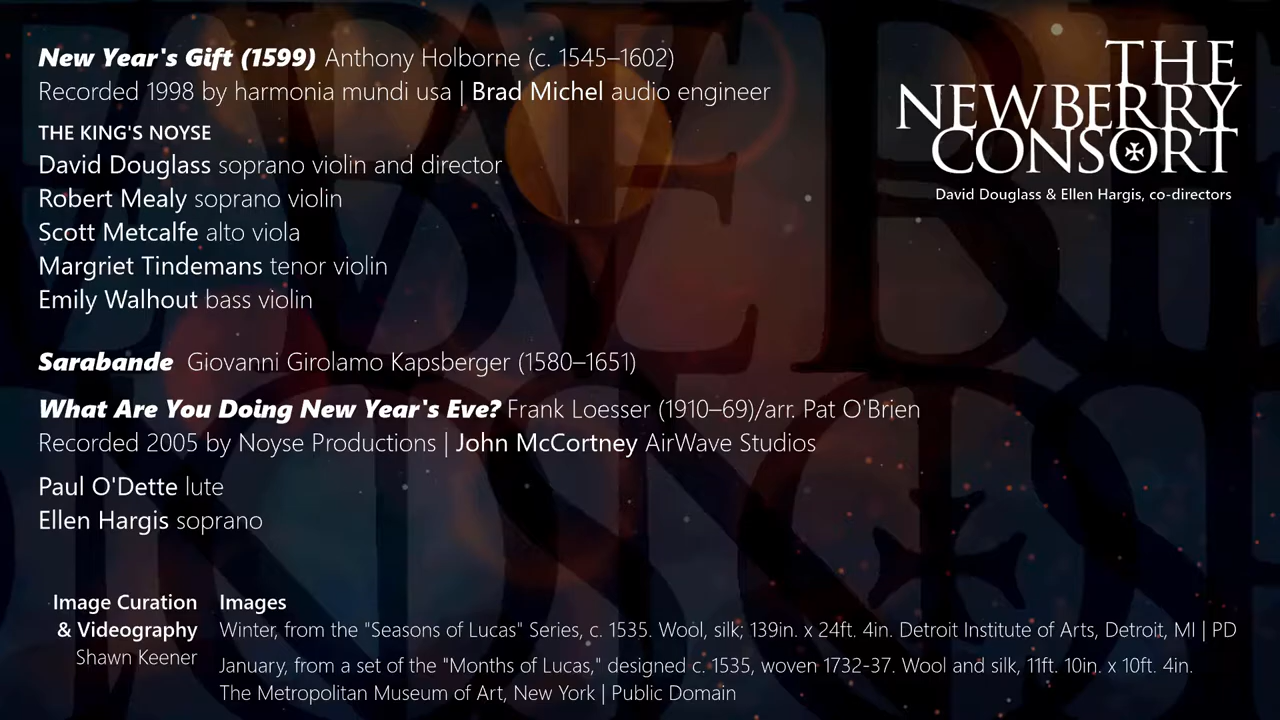 New Year's Gift (1599) Anthony Holborne (c. 1545–1602)
Recorded 1998 by harmonia mundi usa | Brad Michel audio engineer
THE KING'S NOYSE
David Douglass soprano violin and director
Robert Mealy soprano violin
Scott Metcalfe alto viola
Margriet Tindemans tenor violin
Emily Walhout bass violin
Sarabande Giovanni Girolamo Kapsberger (1580–1651)
What Are You Doing New Year's Eve? Frank Loesser (1910–69)/arr. Pat O'Brien
Recorded 2005 by Noyse Productions | John McCortney AirWave Studios
Paul O'Dette lute
Ellen Hargis soprano
THE
NEWBERRY
CONSORT
David Douglass & Ellen Hargis, co-directors
Image Curation
& Videography
Shawn Keener
Images
Winter, from the "Seasons of Lucas" Series, c. 1535. Wool, silk; 139in. x 24ft. 4in. Detroit Institute of Arts, Detroit, MI | PD
January, from a set of the "Months of Lucas," designed c. 1535, woven 1732-37. Wool and silk, 11ft. 10in. x 10ft. 4in.
The Metropolitan Museum of Art, New York | Public Domain